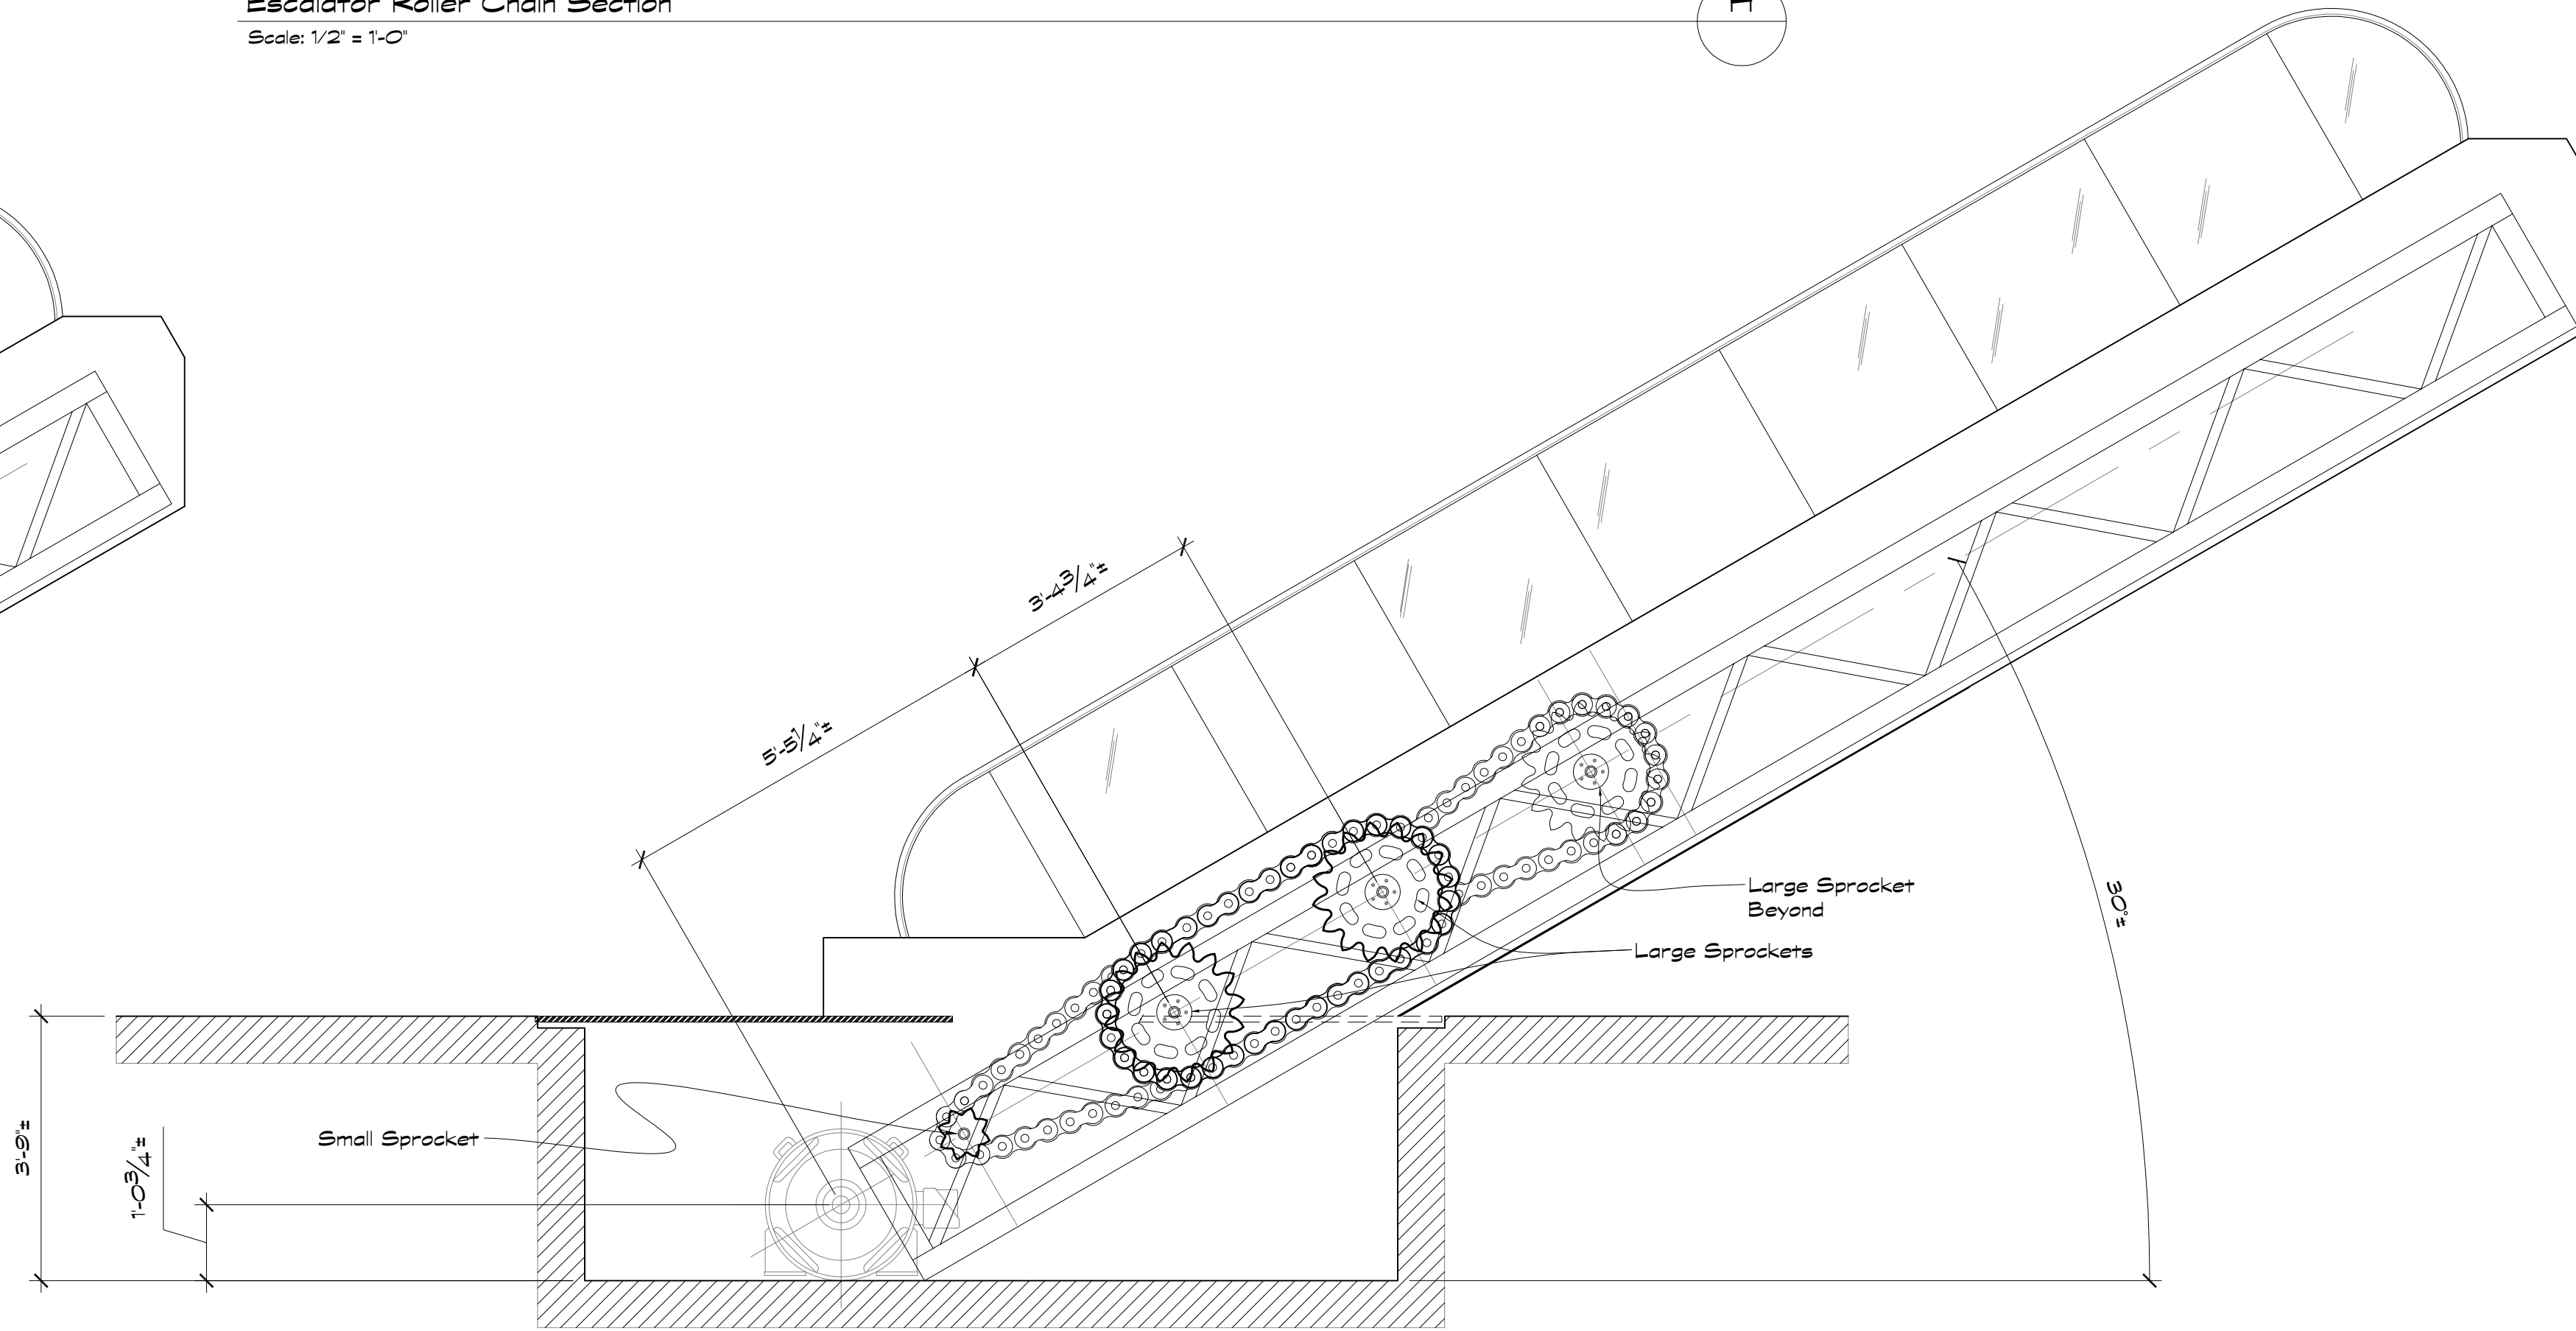 Escalator Roller Chain Section
Scale: 1/2" = 1'-0"
1
3'-4 3/4"±
5'-5 1/4"±
30°±
Large Sprocket
Beyond
Large Sprockets
Small Sprocket
3'-9"±
1'-0 3/4"±